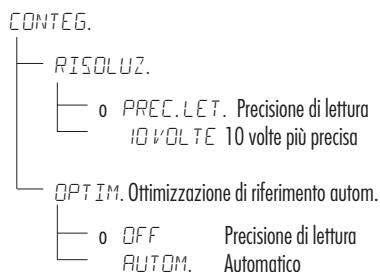 CONTEG.
RISOLUZ.
o PREC.LET. Precisione di lettura
10 VOLTE 10 volte più precisa
OPTIM. Ottimizzazione di riferimento autom.
o OFF Precisione di lettura
AUTOM. Automatico